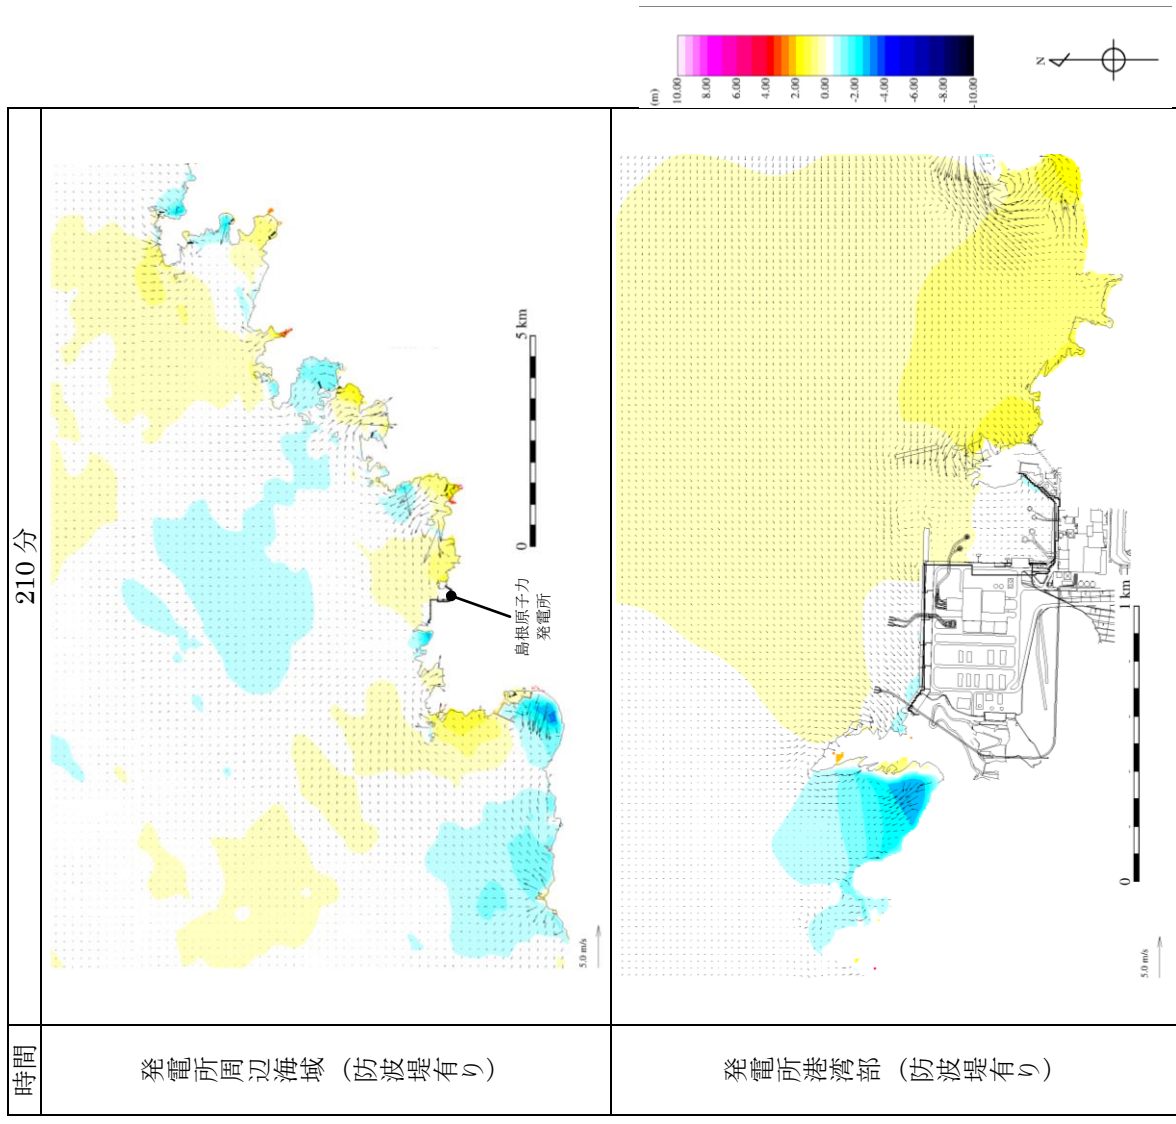 時間
210 分
発電所周辺海域（防波堤有り）
島根原子力
発電所
0
5 km
5.0 m/s
発電所港湾部（防波堤有り）
0
1 km
5.0 m/s
(m)
10.00
8.00
6.00
4.00
2.00
0.00
-2.00
-4.00
-6.00
-8.00
-10.00
N